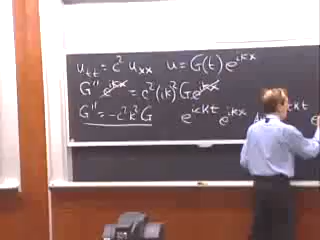 u_tt = c² u_xx   u = G(t) e^{ikx}
G'' e^{ikx} = c² (ik)² G e^{ikx}
G'' = -c²k² G   e^{ickt} e^{ikx}